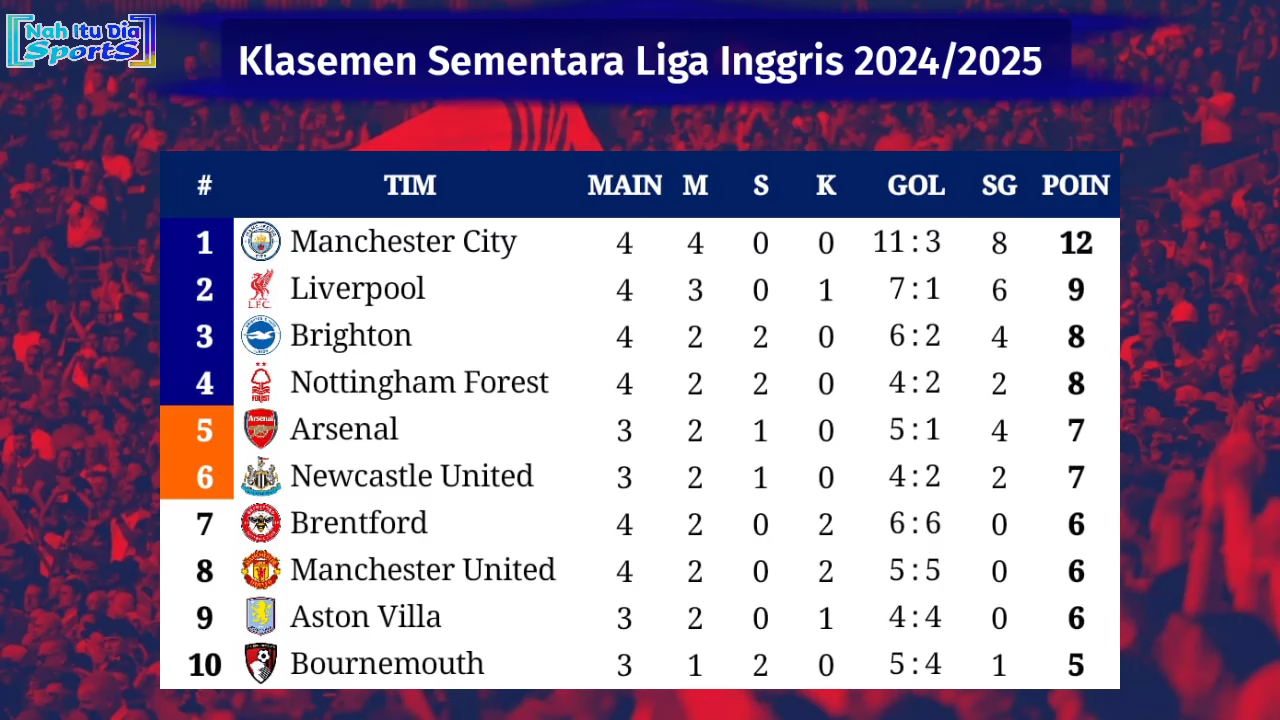 Nah Itu Dia
Sports
Klasemen Sementara Liga Inggris 2024/2025
# TIM MAIN M S K GOL SG POIN
1 Manchester City 4 4 0 0 11:3 8 12
2 L.F.C. Liverpool 4 3 0 1 7:1 6 9
3 Brighton 4 2 2 0 6:2 4 8
4 FOREST Nottingham Forest 4 2 2 0 4:2 2 8
5 Arsenal Arsenal 3 2 1 0 5:1 4 7
6 Newcastle United 3 2 1 0 4:2 2 7
7 Brentford 4 2 0 2 6:6 0 6
8 Manchester United 4 2 0 2 5:5 0 6
9 Aston Villa 3 2 0 1 4:4 0 6
10 Bournemouth 3 1 2 0 5:4 1 5